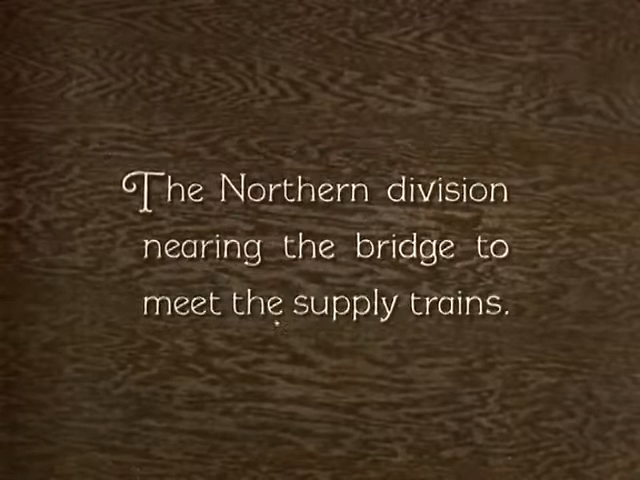 The Northern division
nearing the bridge to
meet the supply trains.